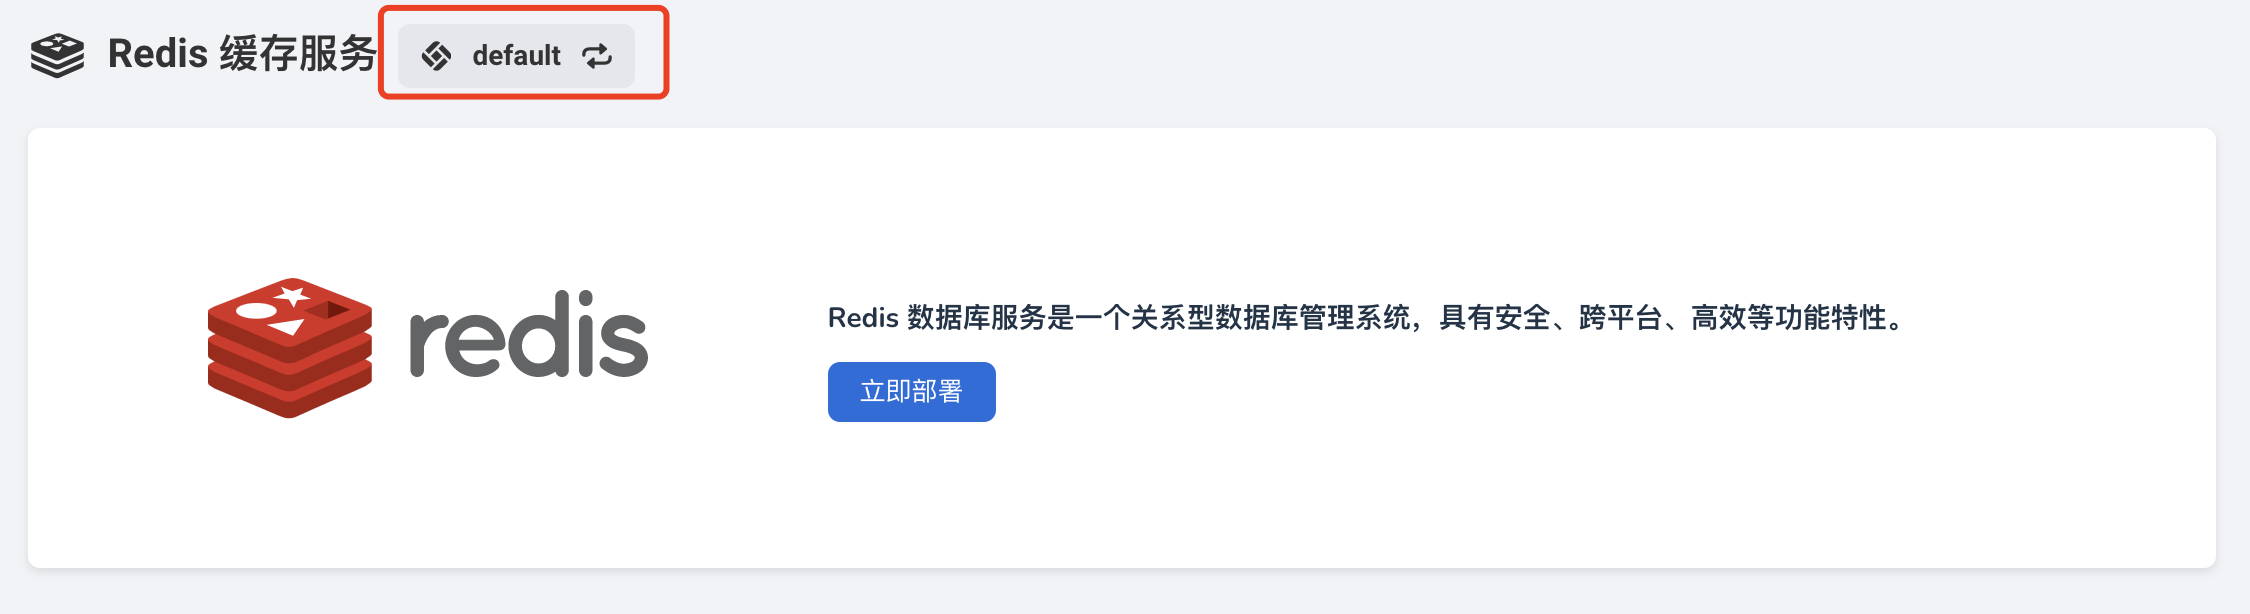 Redis 缓存服务 default
redis
Redis 数据库服务是一个关系型数据库管理系统，具有安全、跨平台、高效等功能特性。
立即部署